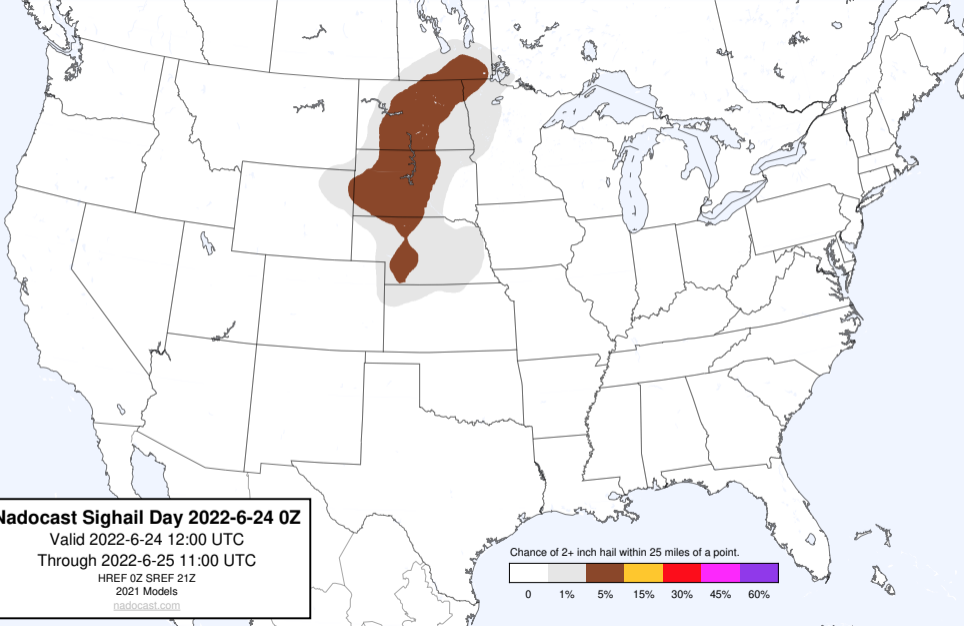 Nadocast Sighail Day 2022-6-24 0Z
Valid 2022-6-24 12:00 UTC
Through 2022-6-25 11:00 UTC
HREF 0Z SREF 21Z
2021 Models
nadocast.com
Chance of 2+ inch hail within 25 miles of a point.
0 1% 5% 15% 30% 45% 60%